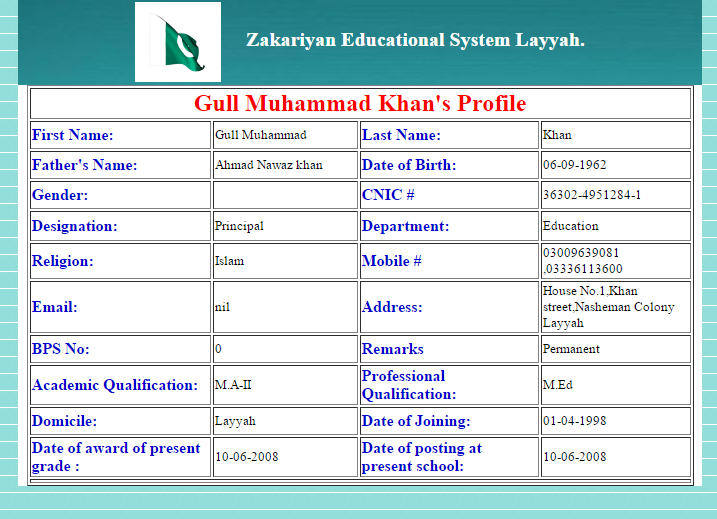 Zakariyan Educational System Layyah.
Gull Muhammad Khan's Profile
First Name: Gull Muhammad Last Name: Khan
Father's Name: Ahmad Nawaz khan Date of Birth: 06-09-1962
Gender: CNIC # 36302-4951284-1
Designation: Principal Department: Education
Religion: Islam Mobile # 03009639081
,03336113600
Email: nil Address: House No.1,Khan
street,Nasheman Colony
Layyah
BPS No: 0 Remarks Permanent
Academic Qualification: M.A-II Professional
Qualification: M.Ed
Domicile: Layyah Date of Joining: 01-04-1998
Date of award of present
grade : 10-06-2008 Date of posting at
present school: 10-06-2008